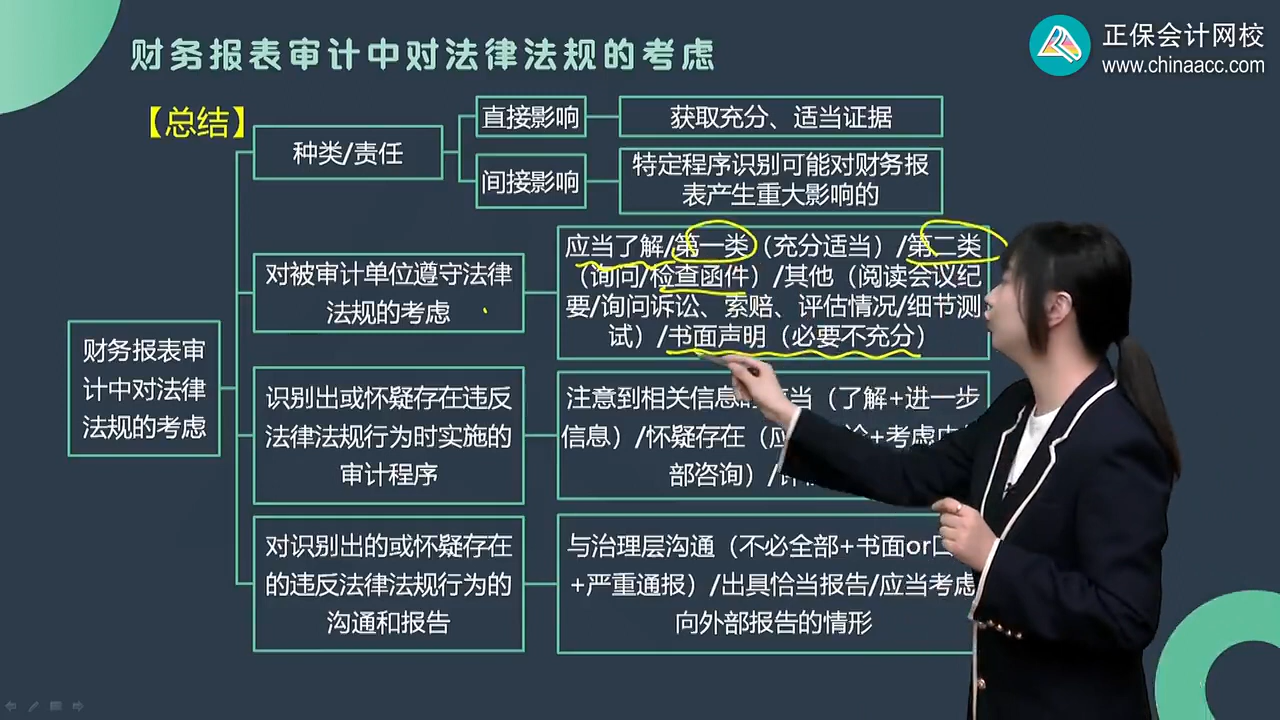 财务报表审计中对法律法规的考虑
正保会计网校
www.chinaacc.com
【总结】
种类/责任
直接影响
获取充分、适当证据
间接影响
特定程序识别可能对财务报
表产生重大影响的
对被审计单位遵守法律
法规的考虑
应当了解/第一类（充分适当）/第二类
（询问/检查函件）/其他（阅读会议纪
要/询问诉讼、索赔、评估情况/细节测
试）/书面声明（必要不充分）
财务报表审
计中对法律
法规的考虑
识别出或怀疑存在违反
法律法规行为时实施的
审计程序
注意到相关信息 当（了解+进一步
信息）/怀疑存在（应 +考虑
部咨询）/
对识别出的或怀疑存在
的违反法律法规行为的
沟通和报告
与治理层沟通（不必全部+书面or
+严重通报）/出具恰当报告/应当考虑
向外部报告的情形